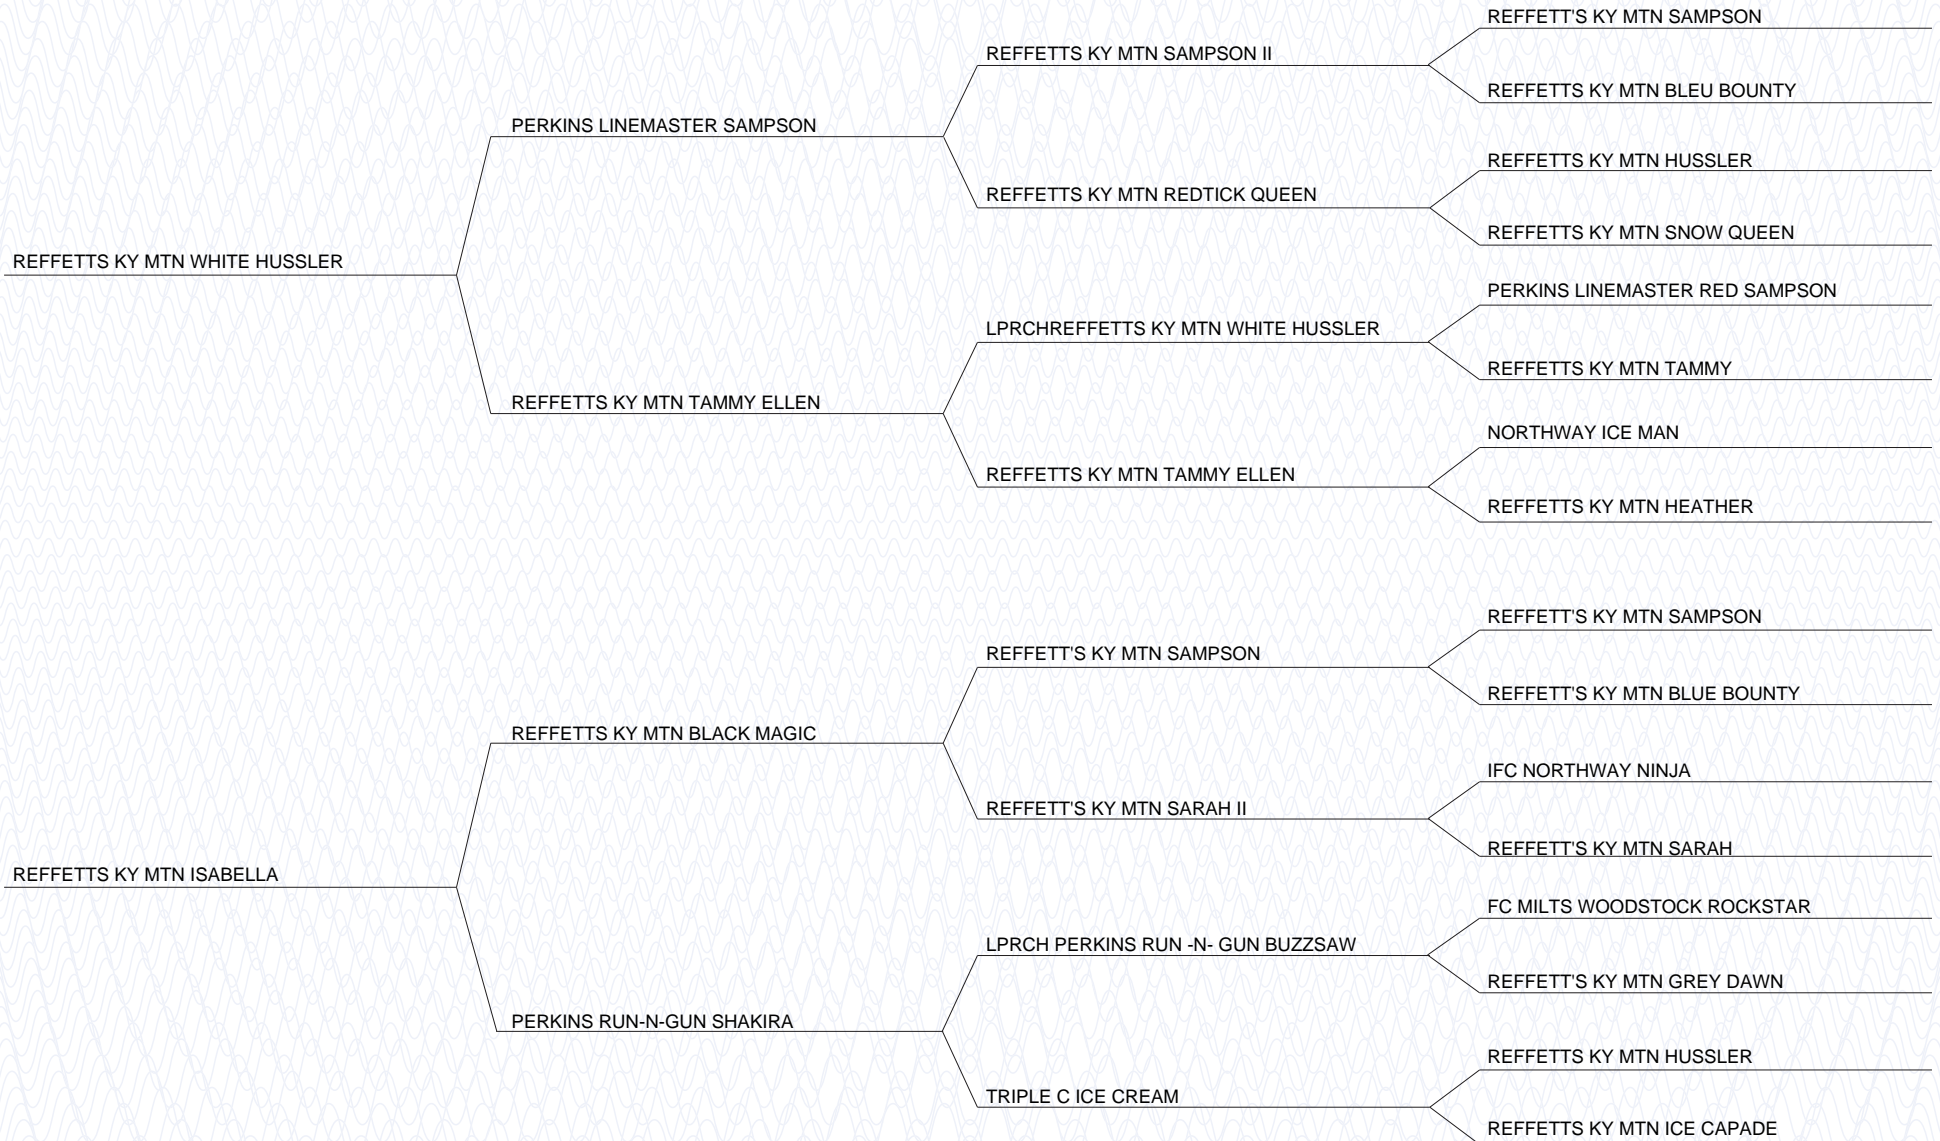 REFFETT'S KY MTN SAMPSON
REFFETTS KY MTN SAMPSON II
REFFETTS KY MTN BLEU BOUNTY
PERKINS LINEMASTER SAMPSON
REFFETTS KY MTN HUSSLER
REFFETTS KY MTN REDTICK QUEEN
REFFETTS KY MTN SNOW QUEEN
REFFETTS KY MTN WHITE HUSSLER
PERKINS LINEMASTER RED SAMPSON
LPRCHREFFETTS KY MTN WHITE HUSSLER
REFFETTS KY MTN TAMMY
REFFETTS KY MTN TAMMY ELLEN
NORTHWAY ICE MAN
REFFETTS KY MTN TAMMY ELLEN
REFFETTS KY MTN HEATHER
REFFETT'S KY MTN SAMPSON
REFFETT'S KY MTN SAMPSON
REFFETT'S KY MTN BLUE BOUNTY
REFFETTS KY MTN BLACK MAGIC
IFC NORTHWAY NINJA
REFFETT'S KY MTN SARAH II
REFFETT'S KY MTN SARAH
REFFETTS KY MTN ISABELLA
FC MILTS WOODSTOCK ROCKSTAR
LPRCH PERKINS RUN -N- GUN BUZZSAW
REFFETT'S KY MTN GREY DAWN
PERKINS RUN-N-GUN SHAKIRA
REFFETTS KY MTN HUSSLER
TRIPLE C ICE CREAM
REFFETTS KY MTN ICE CAPADE